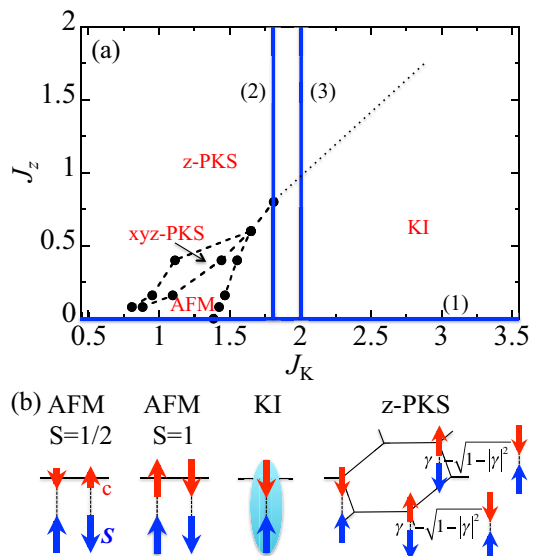 2
(a)
(2)
(3)
1.5
z-PKS
J_z
1
xyz-PKS
KI
0.5
AFM
(1)
0
0.5
1
1.5
2
2.5
3
3.5
J_K
(b)
AFM
AFM
KI
z-PKS
S=1/2
S=1
c
S
γ -√1-|γ|²
γ -√1-|γ|²